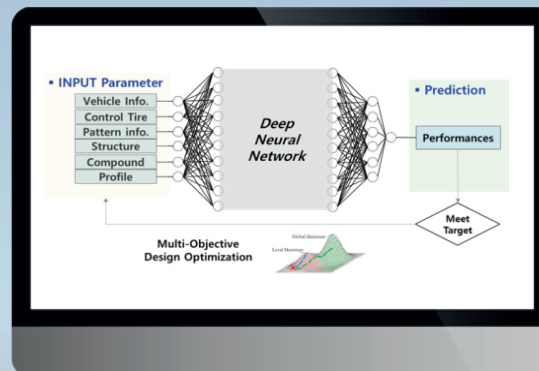 ▪ INPUT Parameter
Vehicle Info.
Control Tire
Pattern info.
Structure
Compound
Profile
Deep
Neural
Network
▪ Prediction
Performances
Meet
Target
Multi-Objective
Design Optimization
Global Maximum
Local Maximum